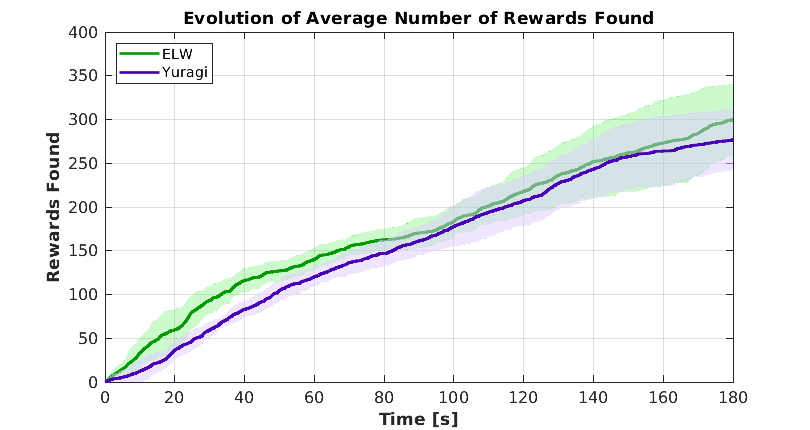 Evolution of Average Number of Rewards Found
ELW
Yuragi
400
350
300
250
200
150
100
50
0
Rewards Found
0 20 40 60 80 100 120 140 160 180
Time [s]